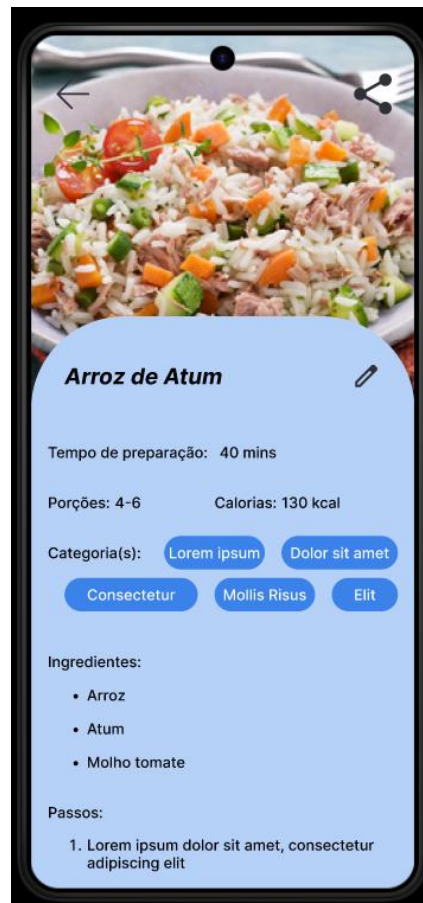 Arroz de Atum
Tempo de preparação: 40 mins
Porções: 4-6 Calorias: 130 kcal
Categoria(s): Lorem ipsum Dolor sit amet
Consectetur Mollis Risus Elit
Ingredientes:
• Arroz
• Atum
• Molho tomate
Passos:
1. Lorem ipsum dolor sit amet, consectetur
adipiscing elit